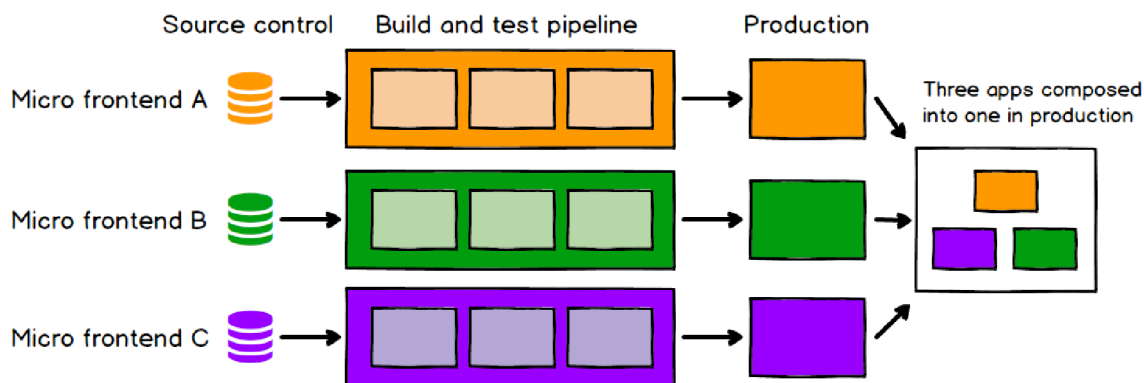 Source control
Build and test pipeline
Production
Micro frontend A
Three apps composed
into one in production
Micro frontend B
Micro frontend C